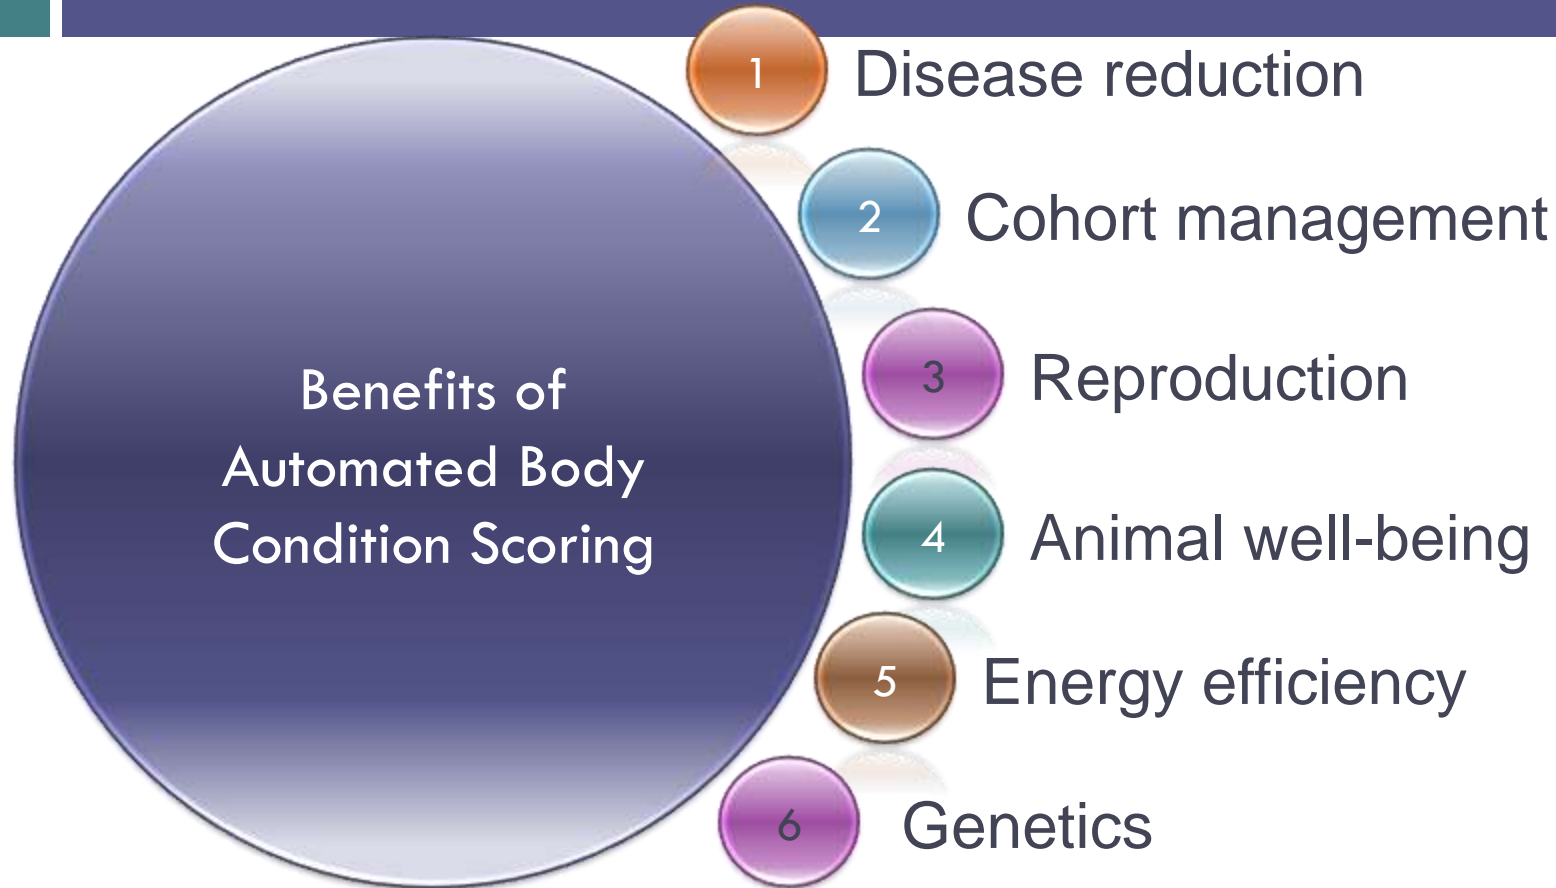 Benefits of
Automated Body
Condition Scoring
1 Disease reduction
2 Cohort management
3 Reproduction
4 Animal well-being
5 Energy efficiency
6 Genetics